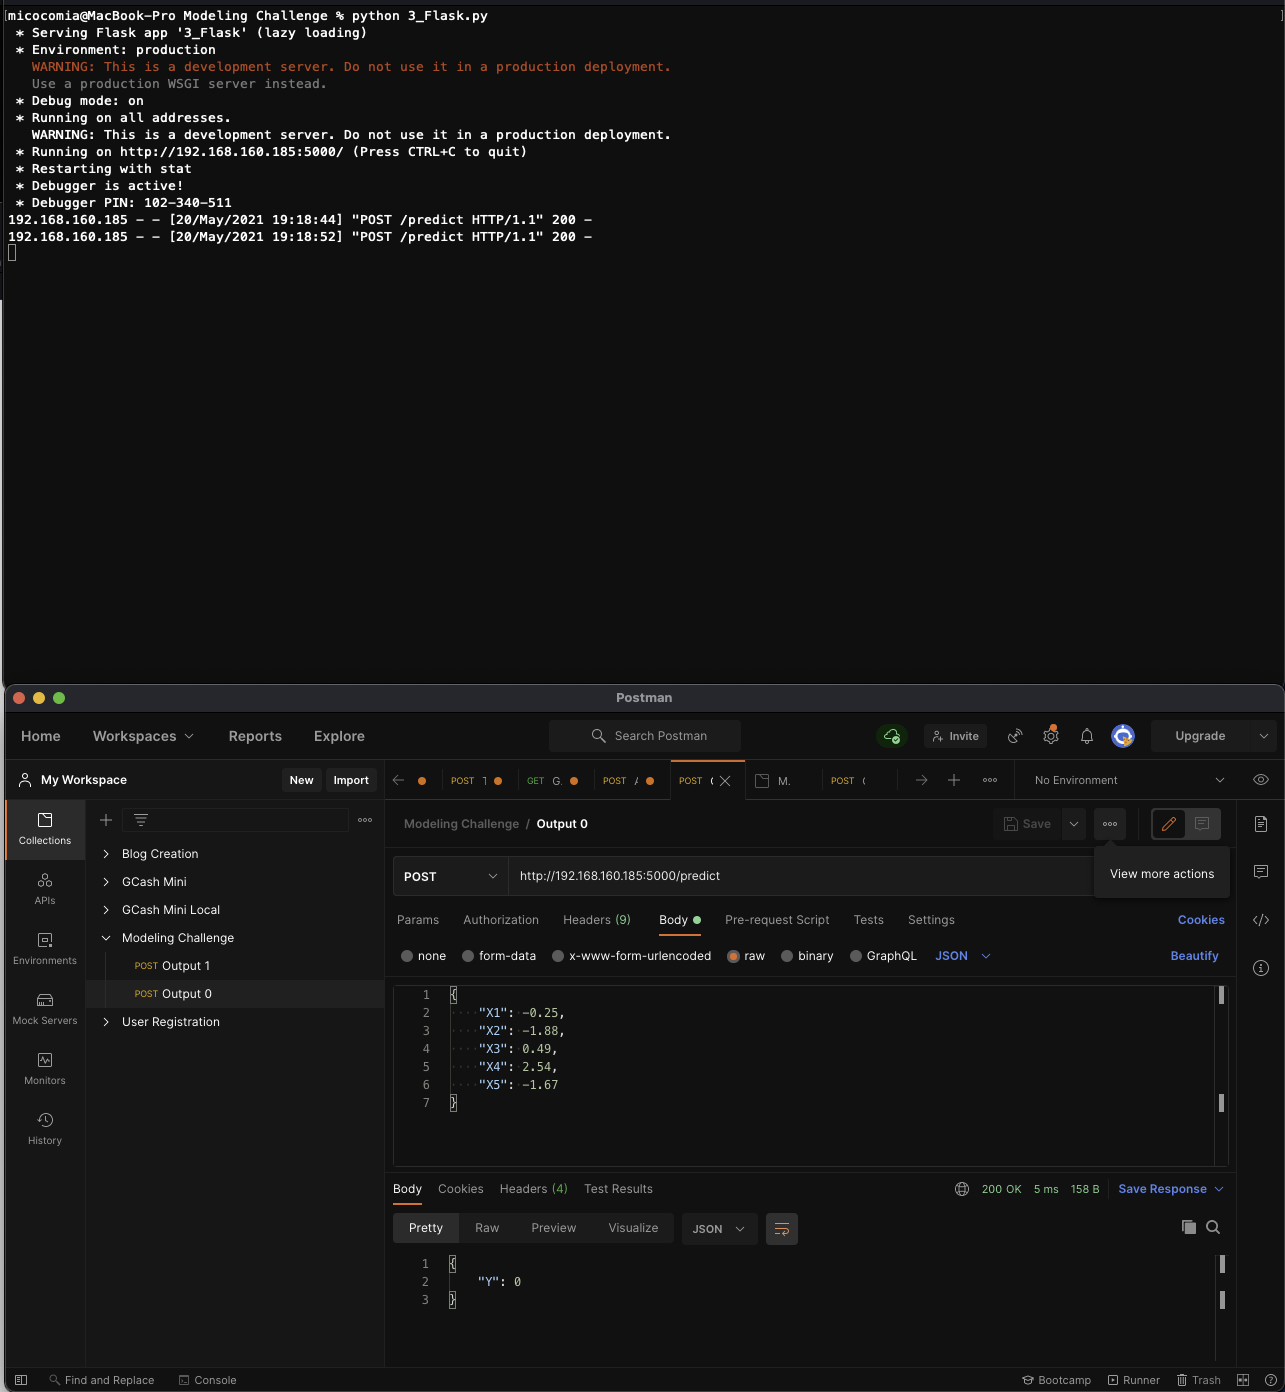 [micocomia@MacBook-Pro Modeling Challenge % python 3_Flask.py ]
* Serving Flask app '3_Flask' (lazy loading)
* Environment: production
WARNING: This is a development server. Do not use it in a production deployment.
Use a production WSGI server instead.
* Debug mode: on
* Running on all addresses.
WARNING: This is a development server. Do not use it in a production deployment.
* Running on http://192.168.160.185:5000/ (Press CTRL+C to quit)
* Restarting with stat
* Debugger is active!
* Debugger PIN: 102-340-511
192.168.160.185 - - [20/May/2021 19:18:44] "POST /predict HTTP/1.1" 200 -
192.168.160.185 - - [20/May/2021 19:18:52] "POST /predict HTTP/1.1" 200 -
Postman
Home Workspaces Reports Explore Search Postman Invite Upgrade
My Workspace New Import POST T GET G. POST POST M. POST No Environment
Collections
APIs
Environments
Mock Servers
Monitors
History
Blog Creation
GCash Mini
GCash Mini Local
Modeling Challenge
POST Output 1
POST Output 0
User Registration
Modeling Challenge / Output 0 Save
POST http://192.168.160.185:5000/predict
View more actions
Params Authorization Headers (9) Body Pre-request Script Tests Settings Cookies
none form-data x-www-form-urlencoded raw binary GraphQL JSON Beautify
1 {
2 "X1": -0.25,
3 "X2": -1.88,
4 "X3": 0.49,
5 "X4": 2.54,
6 "X5": -1.67
7 }
Body Cookies Headers (4) Test Results 200 OK 5 ms 158 B Save Response
Pretty Raw Preview Visualize JSON
1 {
2 "Y": 0
3 }
Find and Replace Console Bootcamp Runner Trash